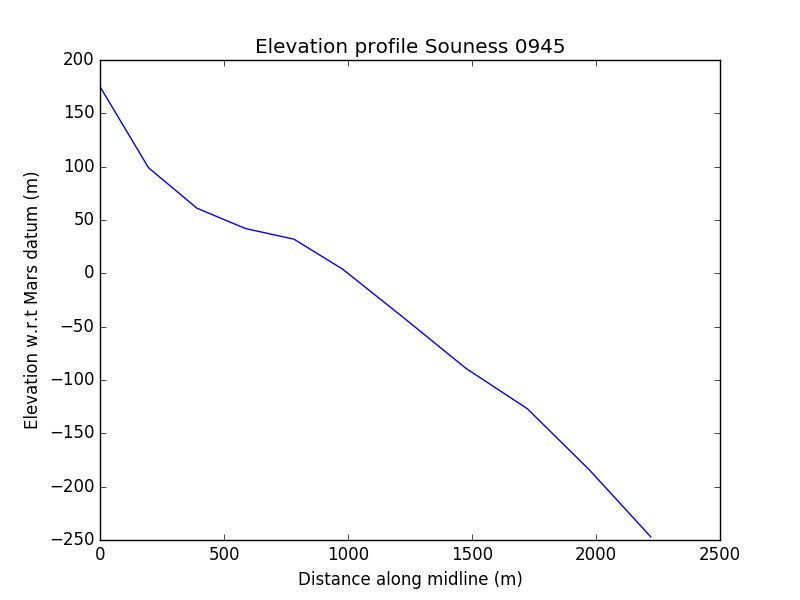 Elevation profile Souness 0945
200
150
100
50
0
−50
−100
−150
−200
−250
Elevation w.r.t Mars datum (m)
0 500 1000 1500 2000 2500
Distance along midline (m)